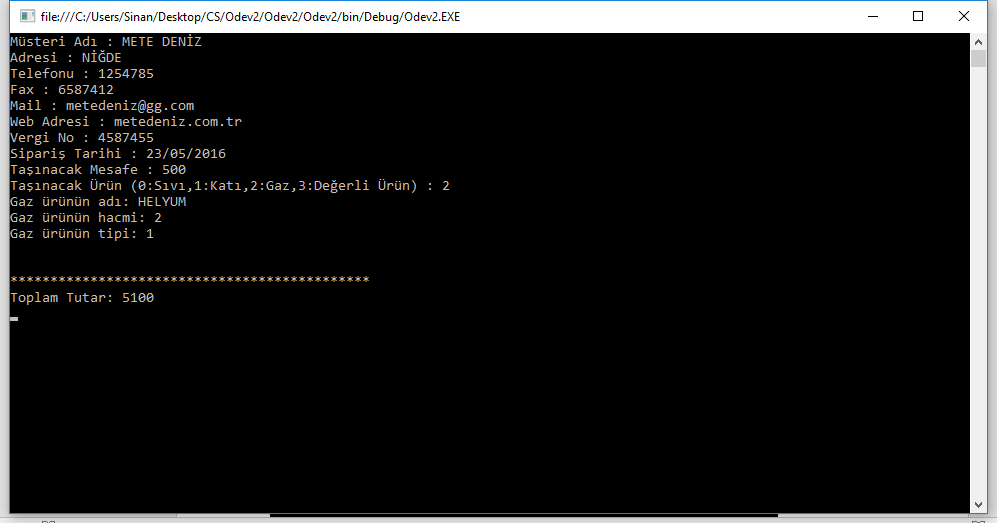 file:///C:/Users/Sinan/Desktop/CS/Odev2/Odev2/Odev2/bin/Debug/Odev2.EXE
Müsteri Adı : METE DENİZ
Adresi : NİĞDE
Telefonu : 1254785
Fax : 6587412
Mail : metedeniz@gg.com
Web Adresi : metedeniz.com.tr
Vergi No : 4587455
Sipariş Tarihi : 23/05/2016
Taşınacak Mesafe : 500
Taşınacak Ürün (0:Sıvı,1:Katı,2:Gaz,3:Değerli Ürün) : 2
Gaz ürünün adı: HELYUM
Gaz ürünün hacmi: 2
Gaz ürünün tipi: 1
*********************************************
Toplam Tutar: 5100